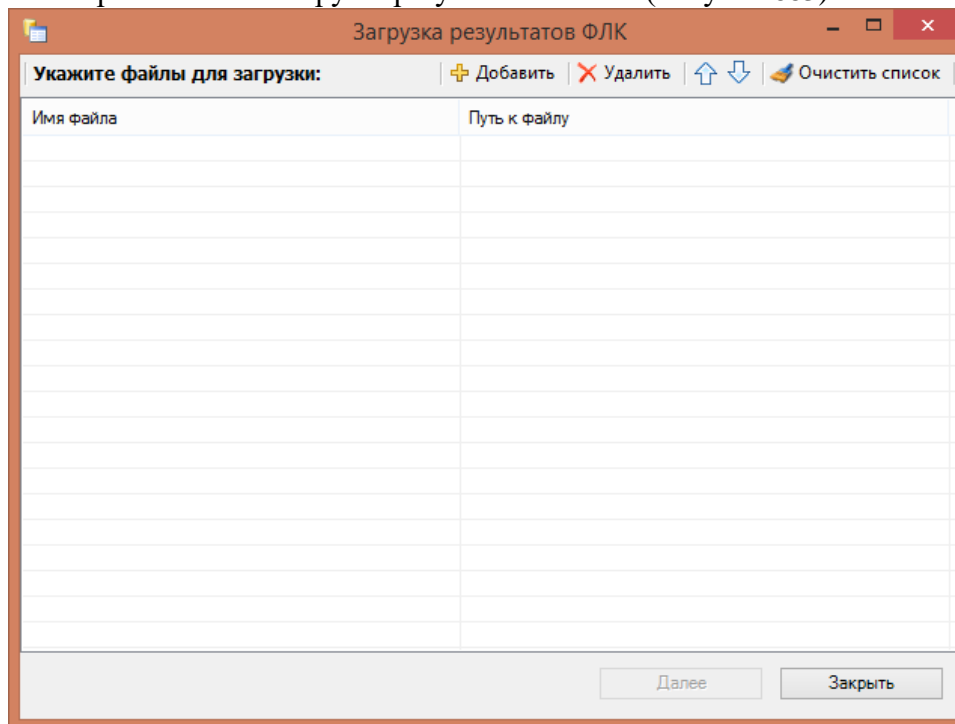 Загрузка результатов ФЛК
Укажите файлы для загрузки: Добавить Удалить Очистить список
Имя файла Путь к файлу
Далее Закрыть